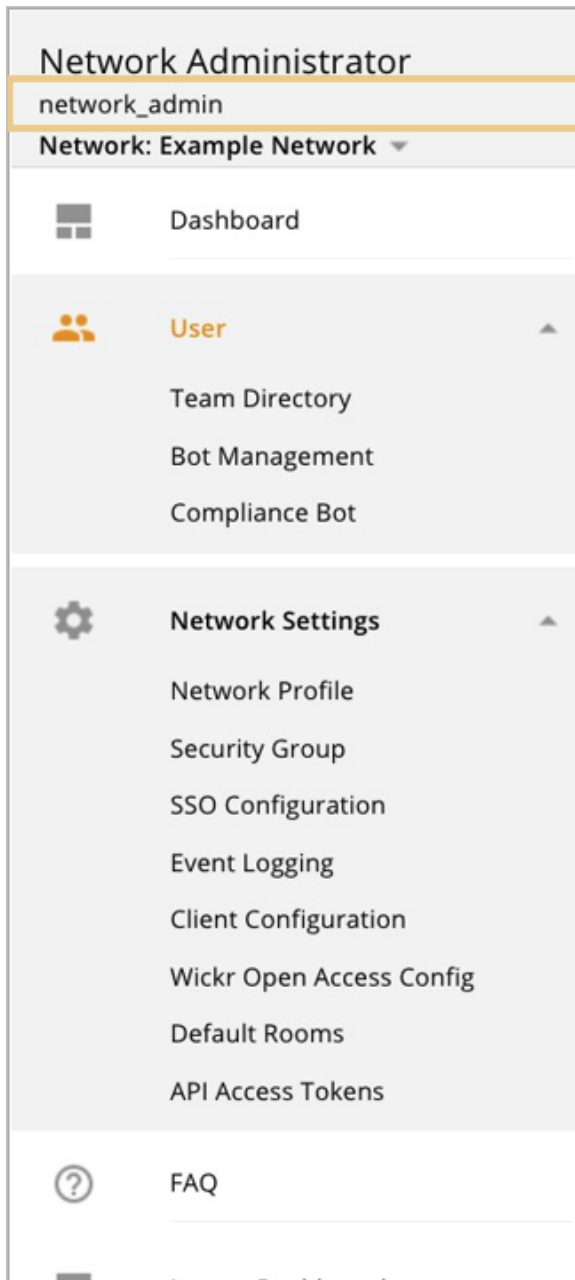 Network Administrator
network_admin
Network: Example Network
Dashboard
User
Team Directory
Bot Management
Compliance Bot
Network Settings
Network Profile
Security Group
SSO Configuration
Event Logging
Client Configuration
Wickr Open Access Config
Default Rooms
API Access Tokens
FAQ